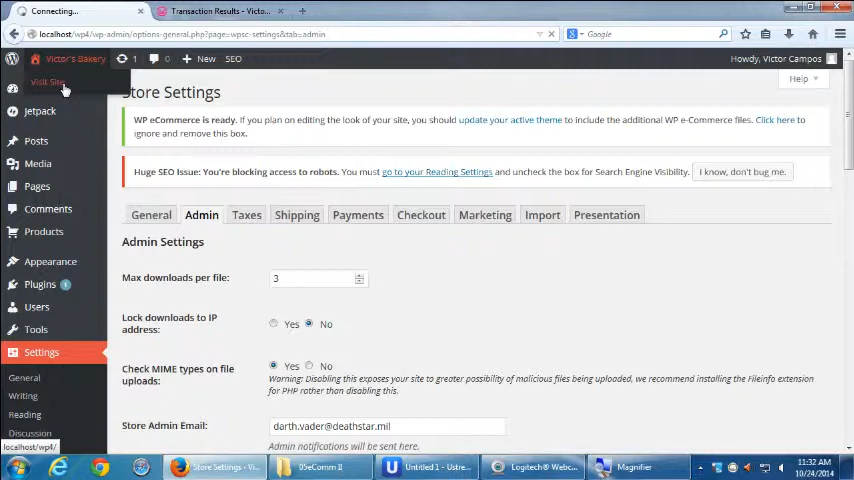 Connecting...
Transaction Results - Victo...
localhost/wp4/wp-admin/options-general.php?page=wpsc-settings&tab=admin
Google
Victor's Bakery
1
0
New
SEO
Howdy, Victor Campos
Visit Site
Help
Jetpack
Posts
Media
Pages
Comments
Products
Appearance
Plugins 1
Users
Tools
Settings
General
Writing
Reading
Discussion
localhost/wp4/
Store Settings
WP eCommerce is ready. If you plan on editing the look of your site, you should update your active theme to include the additional WP e-Commerce files. Click here to
ignore and remove this box.
Huge SEO Issue: You're blocking access to robots. You must go to your Reading Settings and uncheck the box for Search Engine Visibility. I know, don't bug me.
General Admin Taxes Shipping Payments Checkout Marketing Import Presentation
Admin Settings
Max downloads per file: 3
Lock downloads to IP
address:
Yes No
Check MIME types on file
uploads:
Yes No
Warning: Disabling this exposes your site to greater possibility of malicious files being uploaded, we recommend installing the Fileinfo extension
for PHP rather than disabling this.
Store Admin Email: darth.vader@deathstar.mil
Admin notifications will be sent here.
Store Settings - Vi...
05eComm II
Untitled 1 - Ustre...
Logitech® Webc...
Magnifier
11:32 AM
10/24/2014